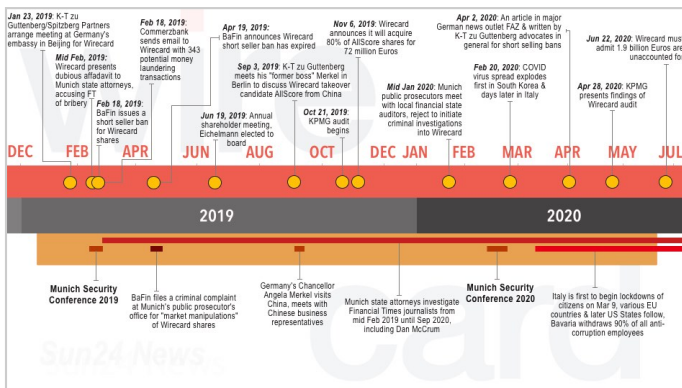 Jan 23, 2019: K-T zu
Guttenberg/Spitzberg Partners
arrange meeting at Germany's
embassy in Beijing for Wirecard
Mid Feb, 2019:
Wirecard presents
dubious affadavit to
Munich state attorneys,
accusing FT
of bribery
Feb 18, 2019:
BaFin issues a
short seller ban
for Wirecard
shares
Feb 18, 2019:
Commerzbank
sends email to
Wirecard with 343
potential money
laundering
transactions
Apr 19, 2019:
BaFin announces Wirecard
short seller ban has expired
Jun 19, 2019: Annual
shareholder meeting,
Eichelmann elected to
board
Sep 3, 2019: K-T zu Guttenberg
meets his "former boss" Merkel in
Berlin to discuss Wirecard takeover
candidate AllScore from China
Oct 21, 2019:
KPMG audit
begins
Nov 6, 2019: Wirecard
announces it will acquire
80% of AllScore shares for
72 million Euros
Mid Jan 2020: Munich
public prosecutors meet
with local financial state
auditors, reject to initiate
criminal investigations
into Wirecard
Feb 20, 2020: COVID
virus spread explodes
first in South Korea &
days later in Italy
Apr 2, 2020: An article in major
German news outlet FAZ & written by
K-T zu Guttenberg advocates in
general for short selling bans
Apr 28, 2020: KPMG
presents findings of
Wirecard audit
Jun 22, 2020: Wirecard must
admit 1.9 billion Euros are
unaccounted for
wire
DEC FEB APR JUN AUG OCT DEC JAN FEB MAR APR MAY JUL
2019 2020
Munich Security
Conference 2019
BaFin files a criminal complaint
at Munich's public prosecutor's
office for "market manipulations"
of Wirecard shares
Germany's Chancellor
Angela Merkel visits
China, meets with
Chinese business
representatives
Munich state attorneys investigate
Financial Times journalists from
mid Feb 2019 until Sep 2020,
including Dan McCrum
Munich Security
Conference 2020
Italy is first to begin lockdowns of
citizens on Mar 9, various EU
countries & later US States follow,
Bavaria withdraws 90% of all anti-
corruption employees
card
Sun24 News